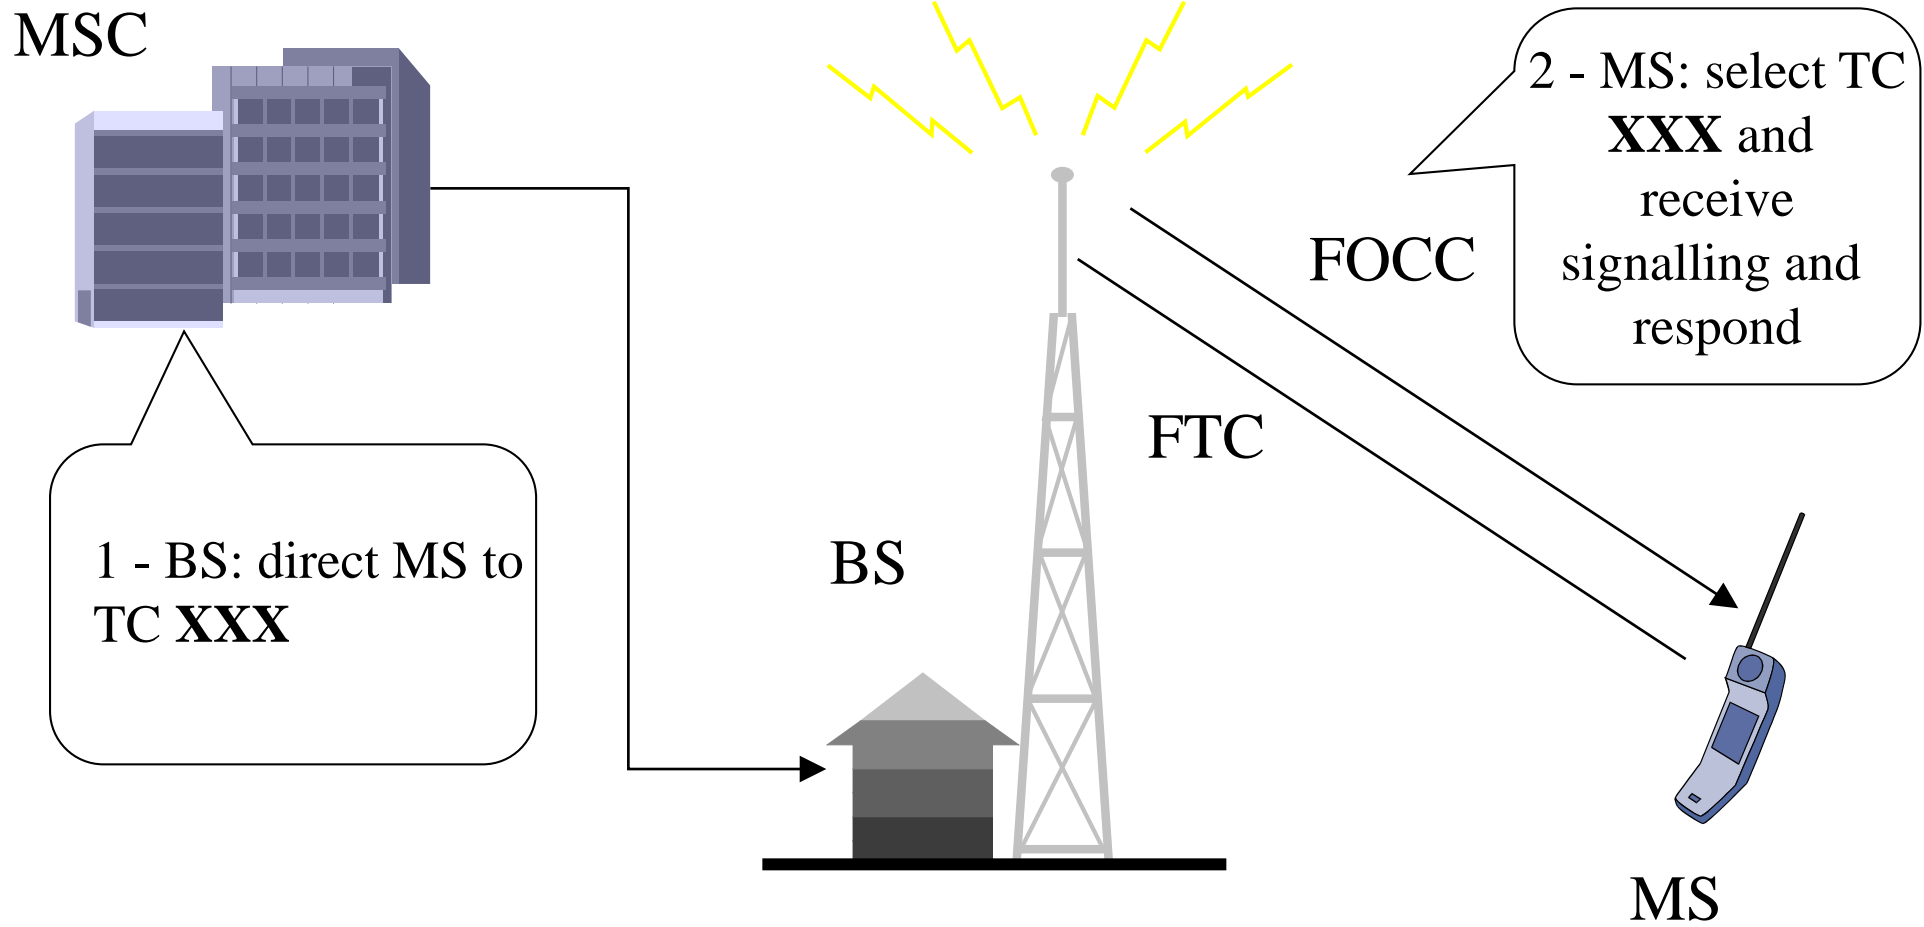 MSC
2 - MS: select TC
XXX and
receive
signalling and
respond
FOCC
FTC
1 - BS: direct MS to
TC XXX
BS
MS